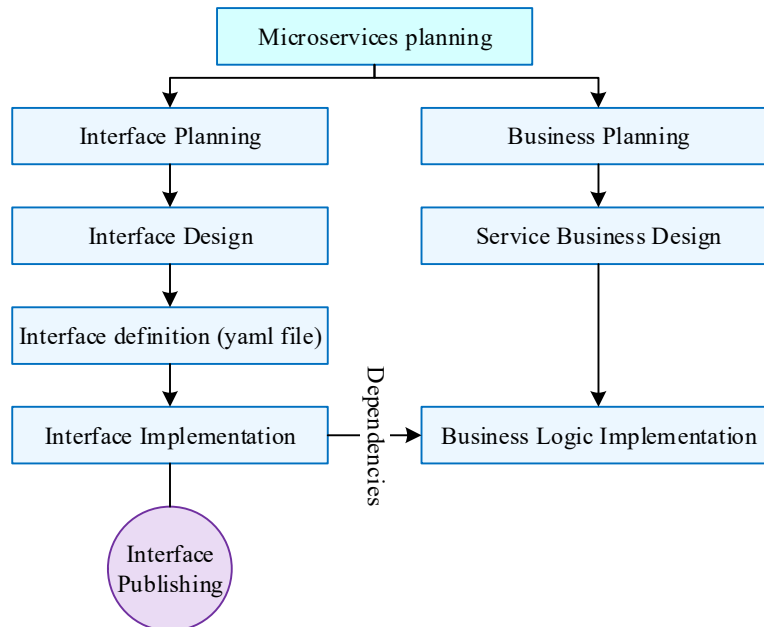 Microservices planning
Interface Planning
Business Planning
Interface Design
Service Business Design
Interface definition (yaml file)
Dependencies
Interface Implementation
Business Logic Implementation
Interface
Publishing